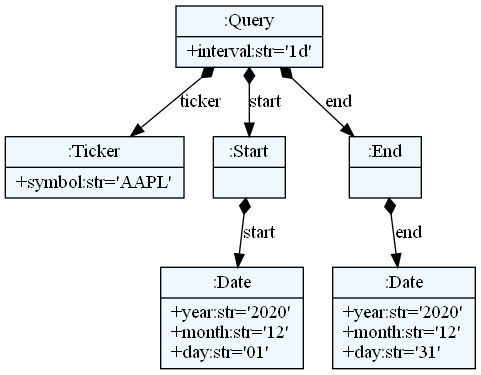 :Query
+interval:str='1d'
ticker
start
end
:Ticker
+symbol:str='AAPL'
:Start
:End
start
end
:Date
+year:str='2020'
+month:str='12'
+day:str='01'
:Date
+year:str='2020'
+month:str='12'
+day:str='31'